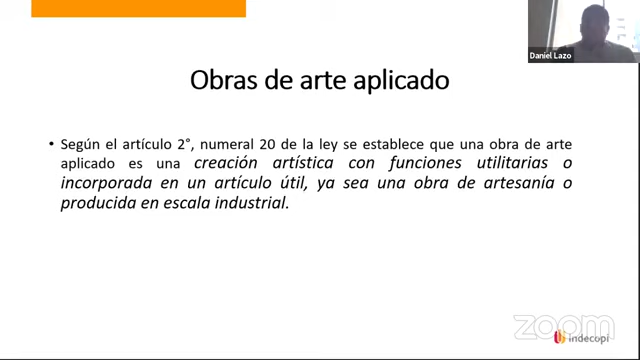 Daniel Lazo
Obras de arte aplicado
• Según el artículo 2°, numeral 20 de la ley se establece que una obra de arte
aplicado es una creación artística con funciones utilitarias o
incorporada en un artículo útil, ya sea una obra de artesanía o
producida en escala industrial.
zoom
indecopi